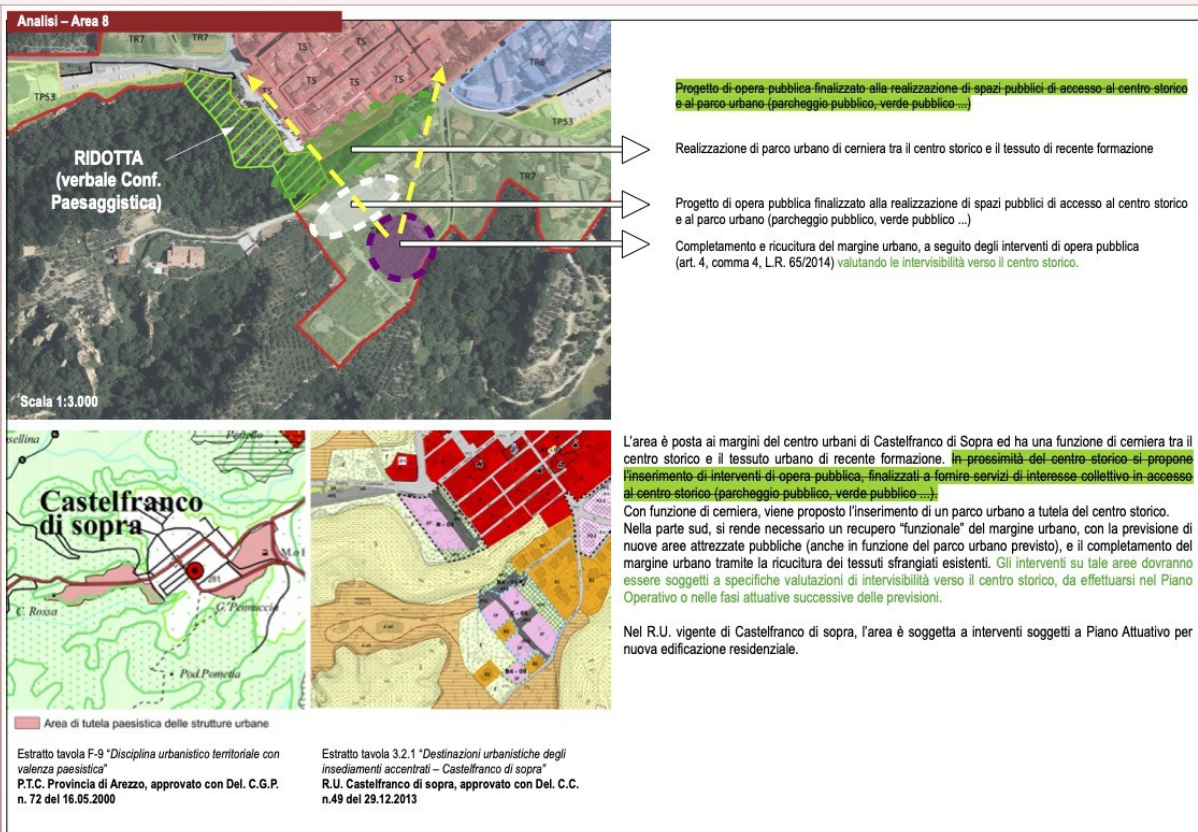 Analisi – Area 8
TR7
TR7
TS
TS
TS
TS
TS
TS
TR6
TPS3
TPS3
TR7
RIDOTTA
(verbale Conf.
Paesaggistica)
Scala 1:3.000
Progetto di opera pubblica finalizzato alla realizzazione di spazi pubblici di accesso al centro storico
e al parco urbano (parcheggio pubblico, verde pubblico ...)
Realizzazione di parco urbano di cerniera tra il centro storico e il tessuto di recente formazione
Progetto di opera pubblica finalizzato alla realizzazione di spazi pubblici di accesso al centro storico
e al parco urbano (parcheggio pubblico, verde pubblico ...)
Completamento e ricucitura del margine urbano, a seguito degli interventi di opera pubblica
(art. 4, comma 4, L.R. 65/2014) valutando le intervisibilità verso il centro storico.
Castelfranco
di sopra
281.
C. Rossa
G. Pennuccia
Pod. Pometta
Area di tutela paesistica delle strutture urbane
Estratto tavola F-9 “Disciplina urbanistico territoriale con
valenza paesistica”
P.T.C. Provincia di Arezzo, approvato con Del. C.G.P.
n. 72 del 16.05.2000
Estratto tavola 3.2.1 “Destinazioni urbanistiche degli
insediamenti accentrati – Castelfranco di sopra”
R.U. Castelfranco di sopra, approvato con Del. C.C.
n.49 del 29.12.2013
L’area è posta ai margini del centro urbani di Castelfranco di Sopra ed ha una funzione di cerniera tra il
centro storico e il tessuto urbano di recente formazione. In prossimità del centro storico si propone
l’inserimento di interventi di opera pubblica, finalizzati a fornire servizi di interesse collettivo in accesso
al centro storico (parcheggio pubblico, verde pubblico ...).
Con funzione di cerniera, viene proposto l’inserimento di un parco urbano a tutela del centro storico.
Nella parte sud, si rende necessario un recupero “funzionale” del margine urbano, con la previsione di
nuove aree attrezzate pubbliche (anche in funzione del parco urbano previsto), e il completamento del
margine urbano tramite la ricucitura dei tessuti sfrangiati esistenti. Gli interventi su tale aree dovranno
essere soggetti a specifiche valutazioni di intervisibilità verso il centro storico, da effettuarsi nel Piano
Operativo o nelle fasi attuative successive delle previsioni.
Nel R.U. vigente di Castelfranco di sopra, l’area è soggetta a interventi soggetti a Piano Attuativo per
nuova edificazione residenziale.